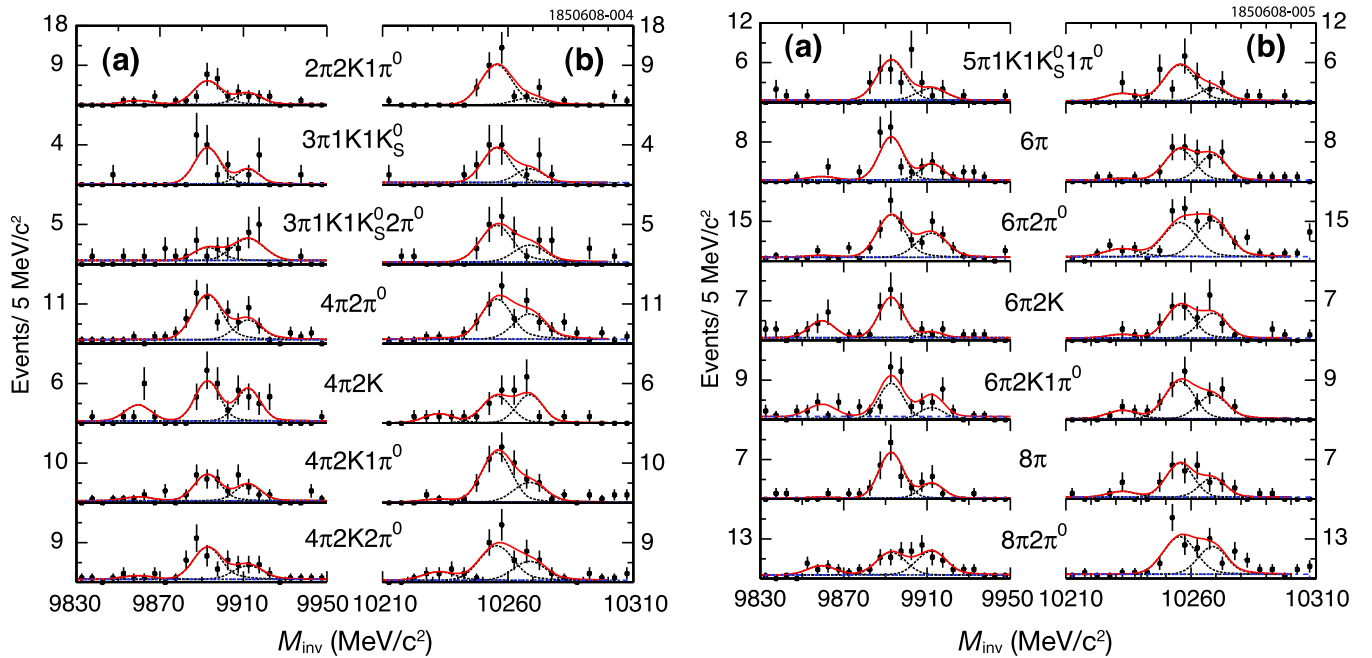 1850608-004
18 (a) (b) 18
9 2π2K1π⁰ 9
4 3π1K1K⁰S 4
5 3π1K1K⁰S2π⁰ 5
11 4π2π⁰ 11
6 4π2K 6
10 4π2K1π⁰ 10
9 4π2K2π⁰ 9
Events/ 5 MeV/c²
9830 9870 9910 9950 10210 10260 10310
Minv (MeV/c²)
1850608-005
12 (a) (b) 12
6 5π1K1K⁰S1π⁰ 6
8 6π 8
15 6π2π⁰ 15
7 6π2K 7
9 6π2K1π⁰ 9
7 8π 7
13 8π2π⁰ 13
Events/ 5 MeV/c²
9830 9870 9910 9950 10210 10260 10310
Minv (MeV/c²)